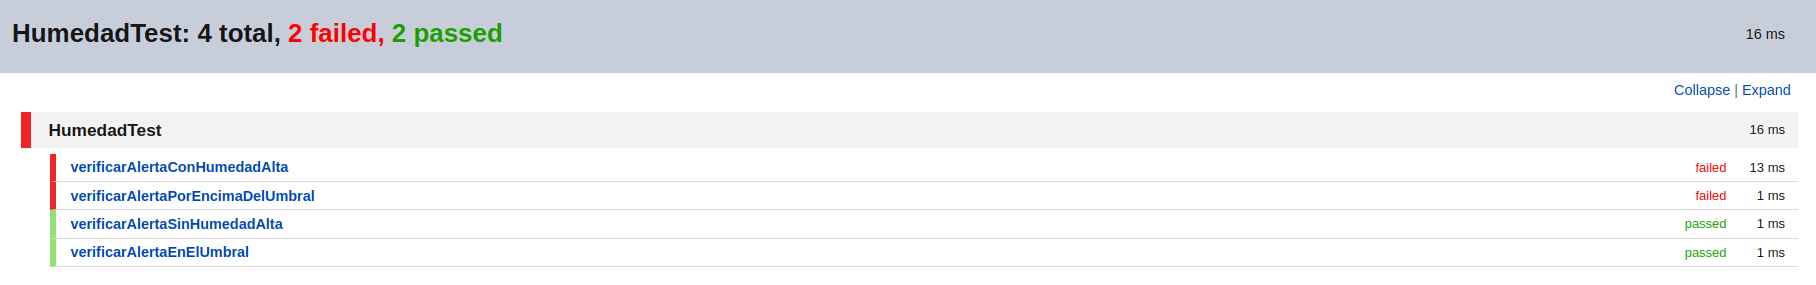 HumedadTest: 4 total, 2 failed, 2 passed 16 ms
Collapse | Expand
HumedadTest 16 ms
verificarAlertaConHumedadAlta failed 13 ms
verificarAlertaPorEncimaDelUmbral failed 1 ms
verificarAlertaSinHumedadAlta passed 1 ms
verificarAlertaEnElUmbral passed 1 ms